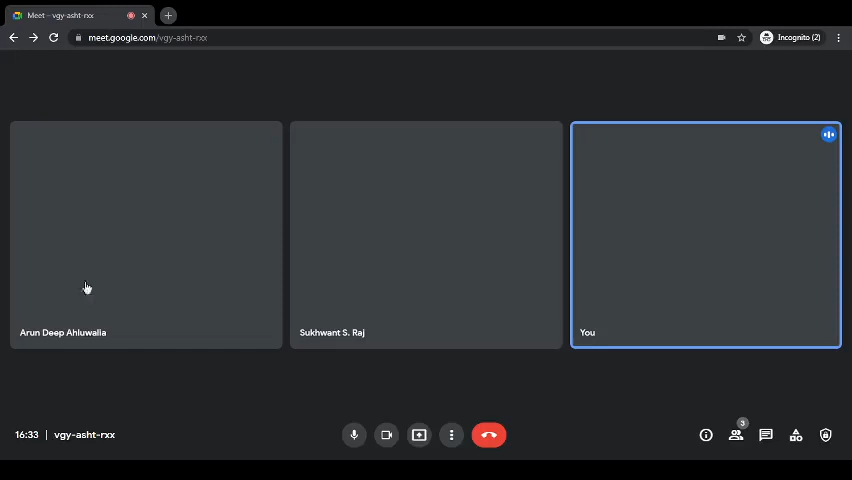 Meet – vgy-asht-rxx
meet.google.com/vgy-asht-rxx
Incognito (2)
Arun Deep Ahluwalia
Sukhwant S. Raj
You
16:33 | vgy-asht-rxx
3